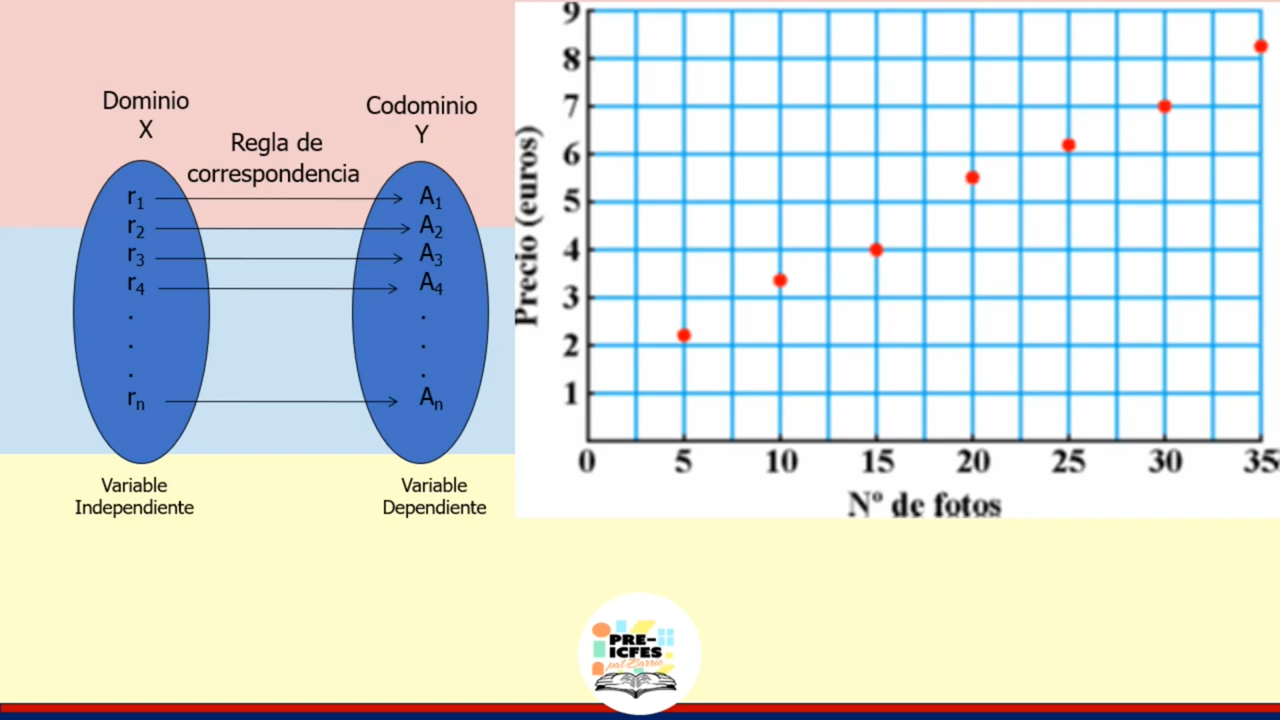 Dominio
X
Regla de
correspondencia
Codominio
Y
r1
r2
r3
r4
.
.
.
rn
A1
A2
A3
A4
.
.
.
An
Variable
Independiente
Variable
Dependiente
Precio (euros)
9
8
7
6
5
4
3
2
1
0 5 10 15 20 25 30 35
Nº de fotos
PRE-
ICFES
pal Barrio